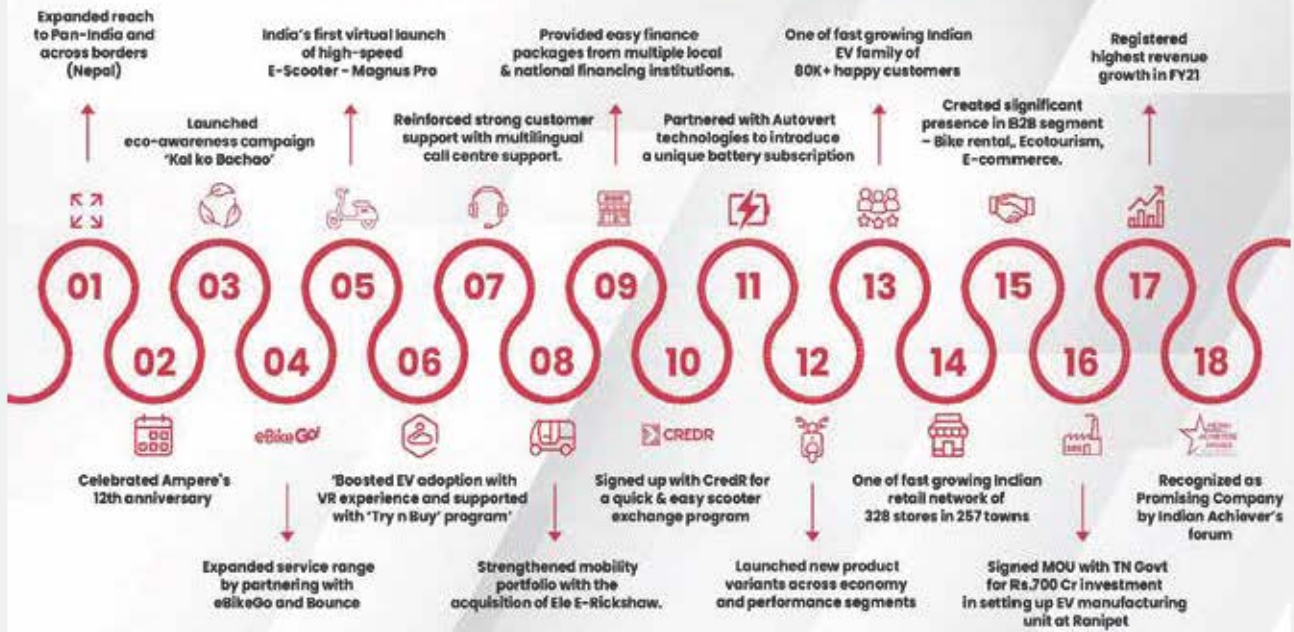 Expanded reach
to Pan-India and
across borders
(Nepal)
Launched
eco-awareness campaign
'Kal ko Bachao'
India's first virtual launch
of high-speed
E-Scooter - Magnus Pro
Reinforced strong customer
support with multilingual
call centre support.
Provided easy finance
packages from multiple local
& national financing institutions.
Partnered with Autovert
technologies to introduce
a unique battery subscription
One of fast growing Indian
EV family of
80K+ happy customers
Created significant
presence in B2B segment
– Bike rental,, Ecotourism,
E-commerce.
Registered
highest revenue
growth in FY21
01
03
05
07
09
11
13
15
17
02
04
06
08
10
12
14
16
18
eBikeGo!
CREDR
Celebrated Ampere's
12th anniversary
Expanded service range
by partnering with
eBikeGo and Bounce
'Boosted EV adoption with
VR experience and supported
with 'Try n Buy' program'
Strengthened mobility
portfolio with the
acquisition of Ele E-Rickshaw.
Signed up with CredR for
a quick & easy scooter
exchange program
Launched new product
variants across economy
and performance segments
One of fast growing Indian
retail network of
328 stores in 257 towns
Signed MOU with TN Govt
for Rs.700 Cr investment
in setting up EV manufacturing
unit at Ranipet
Recognized as
Promising Company
by Indian Achiever's
forum